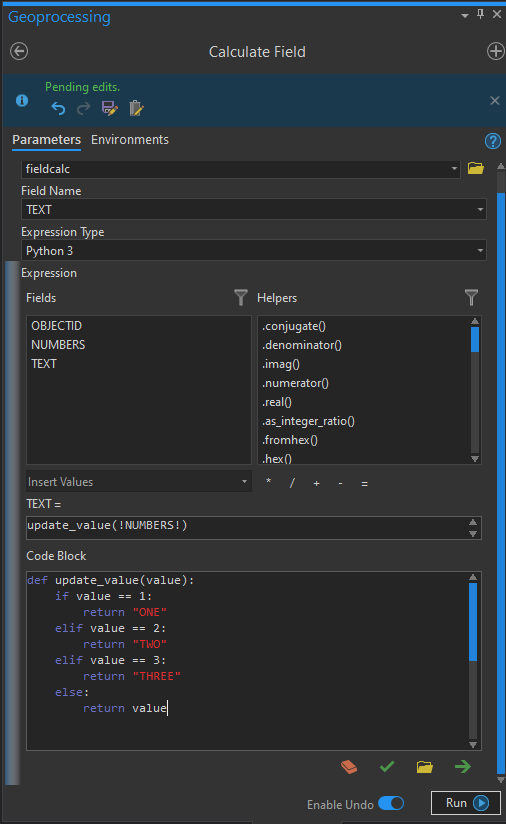 Geoprocessing
Calculate Field
Pending edits.
Parameters Environments
fieldcalc
Field Name
TEXT
Expression Type
Python 3
Expression
Fields
OBJECTID
NUMBERS
TEXT
Helpers
.conjugate()
.denominator()
.imag()
.numerator()
.real()
.as_integer_ratio()
.fromhex()
.hex()
Insert Values
* / + - =
TEXT =
update_value(!NUMBERS!)
Code Block
def update_value(value):
    if value == 1:
        return "ONE"
    elif value == 2:
        return "TWO"
    elif value == 3:
        return "THREE"
    else:
        return value
Enable Undo
Run